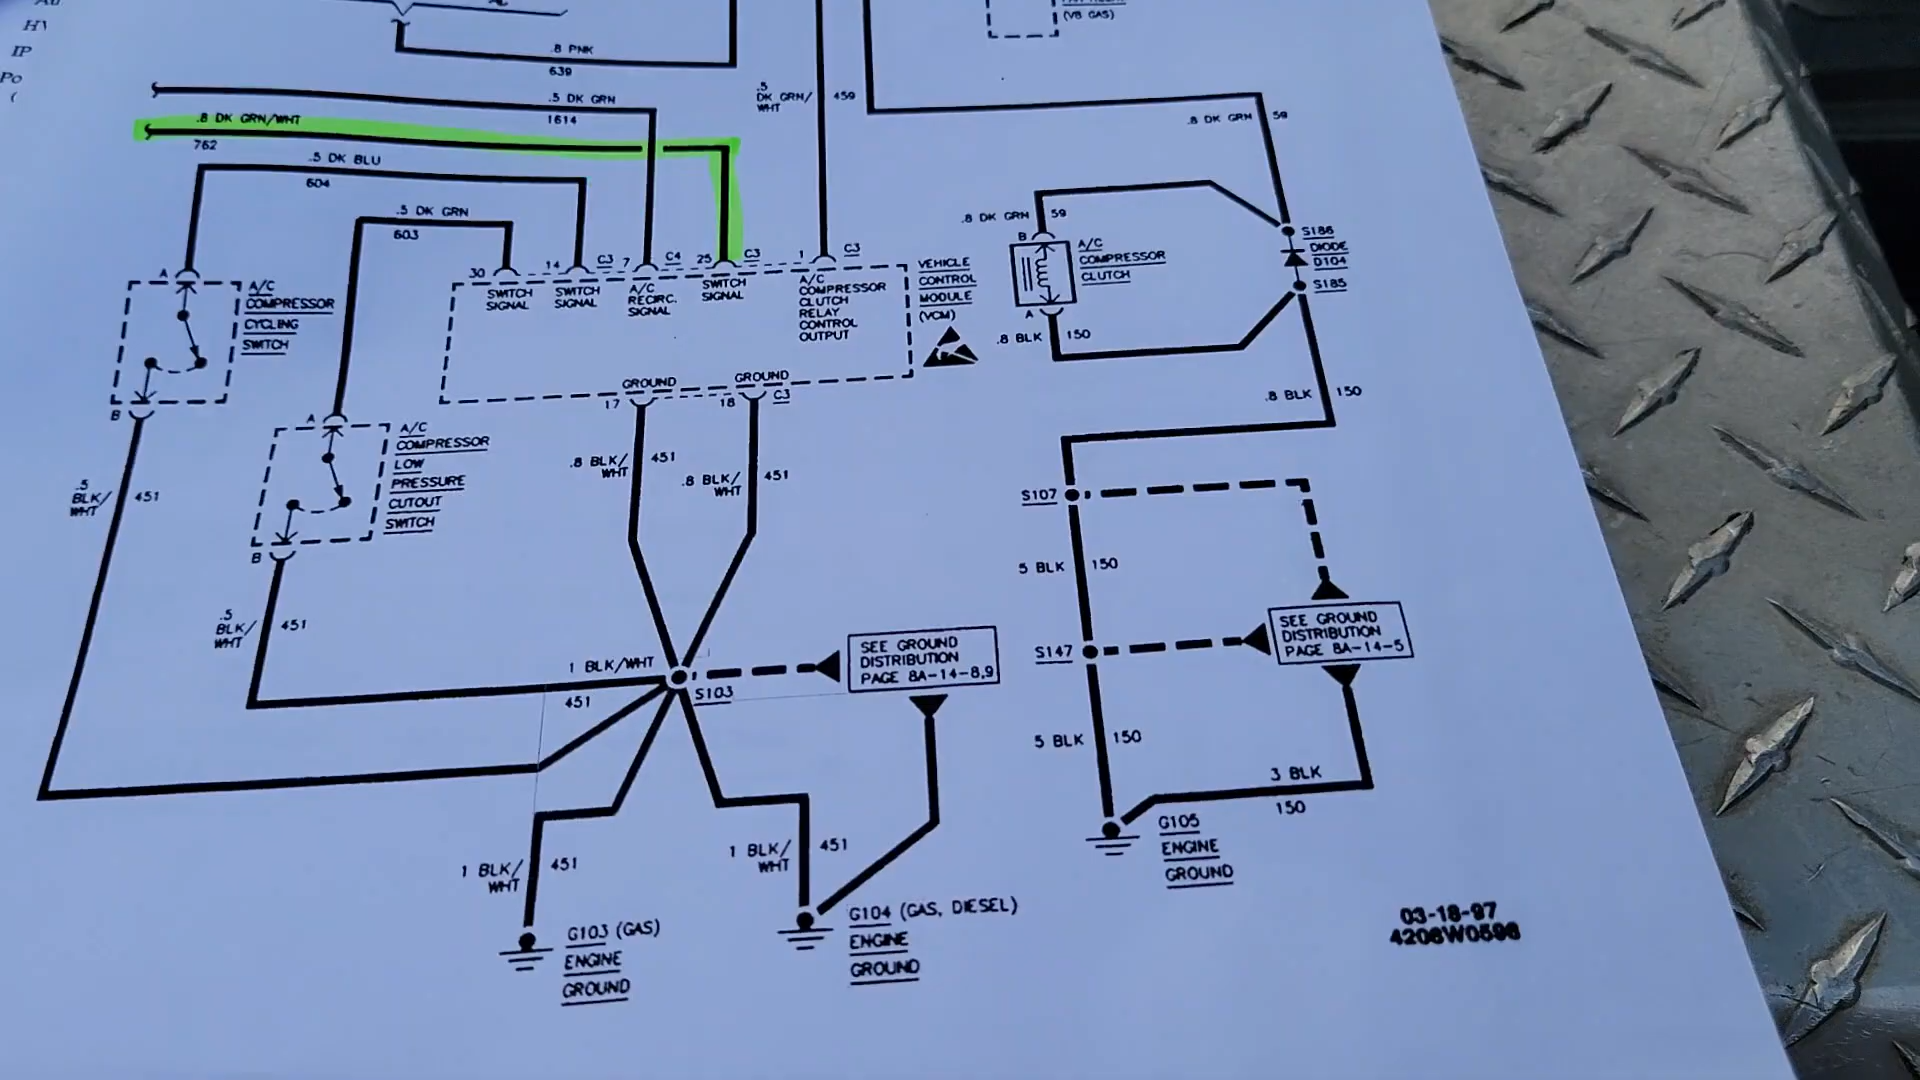 HV
IP
Po
(
(V8 GAS)
.8 PNK
639
.5 DK GRN
1614
.5
DK GRN/
WHT
459
.8 DK GRN
59
.8 DK GRN/WHT
762
.5 DK BLU
604
.5 DK GRN
603
.8 DK GRN
59
S186
DIODE
D104
S185
B
A/C
COMPRESSOR
CLUTCH
A
.8 BLK
150
30
14
C3
7
C4
25
C3
1
C3
SWITCH
SIGNAL
SWITCH
SIGNAL
A/C
RECIRC.
SIGNAL
SWITCH
SIGNAL
A/C
COMPRESSOR
CLUTCH
RELAY
CONTROL
OUTPUT
VEHICLE
CONTROL
MODULE
(VCM)
A
A/C
COMPRESSOR
CYCLING
SWITCH
B
GROUND
GROUND
17
18
C3
A
A/C
COMPRESSOR
LOW
PRESSURE
CUTOUT
SWITCH
B
.8 BLK
150
.5
BLK/
WHT
451
.8 BLK/
WHT
451
.8 BLK/
WHT
451
S107
5 BLK
150
.5
BLK/
WHT
451
1 BLK/WHT
451
S103
SEE GROUND
DISTRIBUTION
PAGE 8A-14-8,9
S147
SEE GROUND
DISTRIBUTION
PAGE 8A-14-5
5 BLK
150
3 BLK
150
1 BLK/
WHT
451
1 BLK/
WHT
451
G105
ENGINE
GROUND
G103 (GAS)
ENGINE
GROUND
G104 (GAS, DIESEL)
ENGINE
GROUND
03-18-97
4206W0596